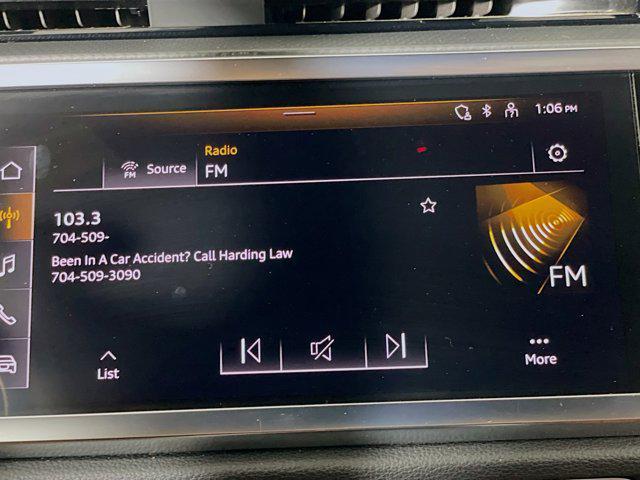 1:06 PM
Radio
FM Source FM
103.3
704-509-
Been In A Car Accident? Call Harding Law
704-509-3090
FM
List
More